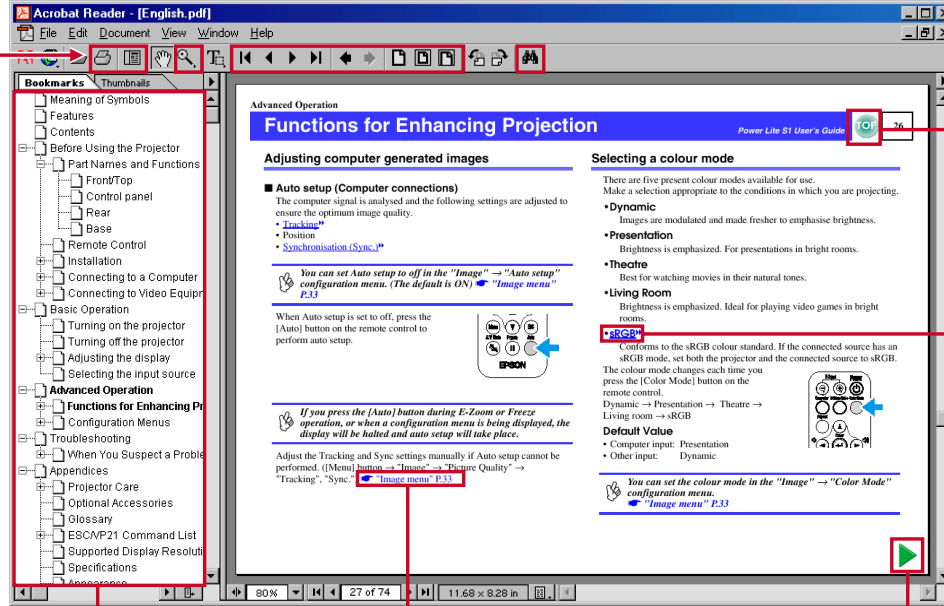 Acrobat Reader - [English.pdf]
File Edit Document View Window Help
Bookmarks Thumbnails
Meaning of Symbols
Features
Contents
Before Using the Projector
Part Names and Functions
Front/Top
Control panel
Rear
Base
Remote Control
Installation
Connecting to a Computer
Connecting to Video Equipr
Basic Operation
Turning on the projector
Turning off the projector
Adjusting the display
Selecting the input source
Advanced Operation
Functions for Enhancing Pr
Configuration Menus
Troubleshooting
When You Suspect a Proble
Appendices
Projector Care
Optional Accessories
Glossary
ESC/VP21 Command List
Supported Display Resoluti
Specifications
Appearance
Advanced Operation
Functions for Enhancing Projection
Power Lite S1 User's Guide
TOP
26
Adjusting computer generated images
■ Auto setup (Computer connections)
The computer signal is analysed and the following settings are adjusted to
ensure the optimum image quality.
• Tracking
• Position
• Synchronisation (Sync.)
You can set Auto setup to off in the "Image" → "Auto setup"
configuration menu. (The default is ON) ☛ "Image menu"
P.33
When Auto setup is set to off, press the
[Auto] button on the remote control to
perform auto setup.
EPSON
If you press the [Auto] button during E-Zoom or Freeze
operation, or when a configuration menu is being displayed, the
display will be halted and auto setup will take place.
Adjust the Tracking and Sync settings manually if Auto setup cannot be
performed. ([Menu] button → "Image" → "Picture Quality" →
"Tracking", "Sync." ☛ "Image menu" P.33
Selecting a colour mode
There are five present colour modes available for use.
Make a selection appropriate to the conditions in which you are projecting.
•Dynamic
Images are modulated and made fresher to emphasise brightness.
•Presentation
Brightness is emphasized. For presentations in bright rooms.
•Theatre
Best for watching movies in their natural tones.
•Living Room
Brightness is emphasized. Ideal for playing video games in bright
rooms.
•sRGB
Conforms to the sRGB colour standard. If the connected source has an
sRGB mode, set both the projector and the connected source to sRGB.
The colour mode changes each time you
press the [Color Mode] button on the
remote control.
Dynamic → Presentation → Theatre →
Living room → sRGB
Default Value
• Computer input: Presentation
• Other input: Dynamic
You can set the colour mode in the "Image" → "Color Mode"
configuration menu.
☛ "Image menu" P.33
80% 27 of 74 11.68 x 8.28 in